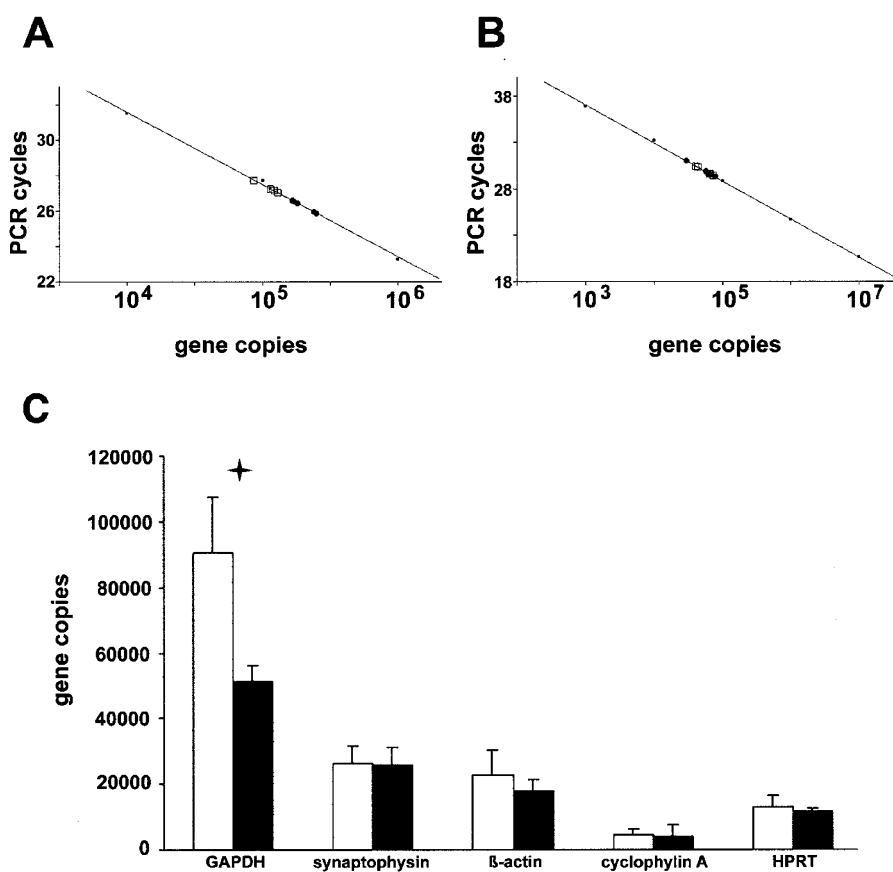 A
B
PCR cycles
30
26
22
10^4
10^5
10^6
gene copies
PCR cycles
38
28
18
10^3
10^5
10^7
gene copies
C
gene copies
120000
100000
80000
60000
40000
20000
0
GAPDH
synaptophysin
ß-actin
cyclophylin A
HPRT